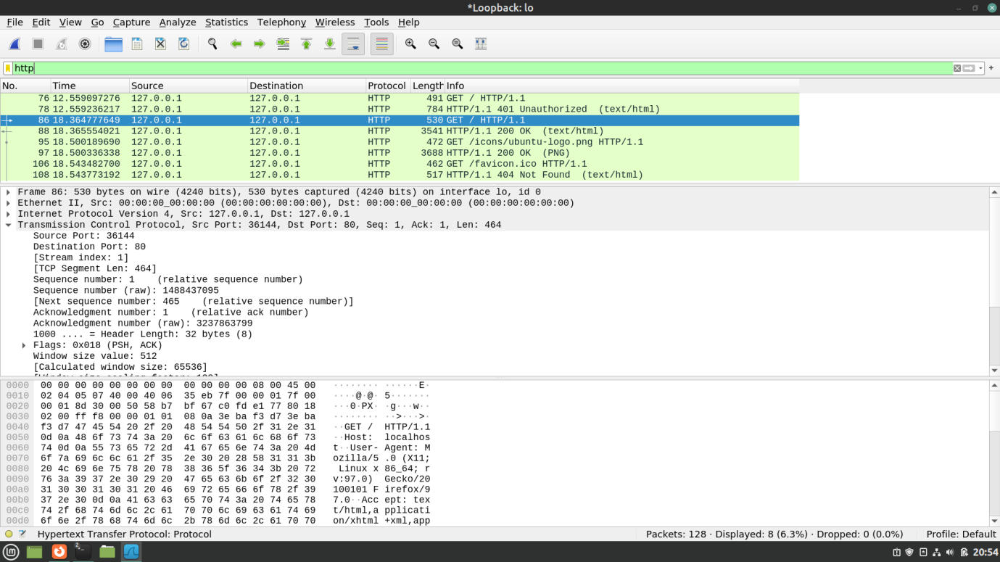 *Loopback: lo
File Edit View Go Capture Analyze Statistics Telephony Wireless Tools Help
http
No. Time Source Destination Protocol Length Info
76 12.559097276 127.0.0.1 127.0.0.1 HTTP 491 GET / HTTP/1.1
78 12.559236217 127.0.0.1 127.0.0.1 HTTP 784 HTTP/1.1 401 Unauthorized (text/html)
86 18.364777649 127.0.0.1 127.0.0.1 HTTP 530 GET / HTTP/1.1
88 18.365554021 127.0.0.1 127.0.0.1 HTTP 3541 HTTP/1.1 200 OK (text/html)
95 18.500189690 127.0.0.1 127.0.0.1 HTTP 472 GET /icons/ubuntu-logo.png HTTP/1.1
97 18.500336338 127.0.0.1 127.0.0.1 HTTP 3688 HTTP/1.1 200 OK (PNG)
106 18.543482700 127.0.0.1 127.0.0.1 HTTP 462 GET /favicon.ico HTTP/1.1
108 18.543773192 127.0.0.1 127.0.0.1 HTTP 517 HTTP/1.1 404 Not Found (text/html)
Frame 86: 530 bytes on wire (4240 bits), 530 bytes captured (4240 bits) on interface lo, id 0
Ethernet II, Src: 00:00:00_00:00:00 (00:00:00:00:00:00), Dst: 00:00:00_00:00:00 (00:00:00:00:00:00)
Internet Protocol Version 4, Src: 127.0.0.1, Dst: 127.0.0.1
Transmission Control Protocol, Src Port: 36144, Dst Port: 80, Seq: 1, Ack: 1, Len: 464
Source Port: 36144
Destination Port: 80
[Stream index: 1]
[TCP Segment Len: 464]
Sequence number: 1 (relative sequence number)
Sequence number (raw): 1488437095
[Next sequence number: 465 (relative sequence number)]
Acknowledgment number: 1 (relative ack number)
Acknowledgment number (raw): 3237863799
1000 .... = Header Length: 32 bytes (8)
Flags: 0x018 (PSH, ACK)
Window size value: 512
[Calculated window size: 65536]
0000 00 00 00 00 00 00 00 00 00 00 00 00 08 00 45 00 ········ ······E·
0010 02 04 05 07 40 00 40 06 35 eb 7f 00 00 01 7f 00 ····@·@· 5·······
0020 00 01 8d 30 00 50 58 b7 bf 67 c0 fd e1 77 80 18 ···0·PX· ·g···w··
0030 02 00 ff f8 00 00 01 01 08 0a 3e ba f3 d7 3e ba ········ ··>···>·
0040 f3 d7 47 45 54 20 2f 20 48 54 54 50 2f 31 2e 31 ··GET / HTTP/1.1
0050 0d 0a 48 6f 73 74 3a 20 6c 6f 63 61 6c 68 6f 73 ··Host: localhos
0060 74 0d 0a 55 73 65 72 2d 41 67 65 6e 74 3a 20 4d t··User- Agent: M
0070 6f 7a 69 6c 6c 61 2f 35 2e 30 20 28 58 31 31 3b ozilla/5 .0 (X11;
0080 20 4c 69 6e 75 78 20 78 38 36 5f 36 34 3b 20 72 Linux x 86_64; r
0090 76 3a 39 37 2e 30 29 20 47 65 63 6b 6f 2f 32 30 v:97.0) Gecko/20
00a0 31 30 30 31 30 31 20 46 69 72 65 66 6f 78 2f 39 100101 F irefox/9
00b0 37 2e 30 0d 0a 41 63 63 65 70 74 3a 20 74 65 78 7.0··Acc ept: tex
00c0 74 2f 68 74 6d 6c 2c 61 70 70 6c 69 63 61 74 69 t/html,a pplicati
00d0 6f 6e 2f 78 68 74 6d 6c 2b 78 6d 6c 2c 61 70 70 on/xhtml +xml,app
Hypertext Transfer Protocol: Protocol Packets: 128 · Displayed: 8 (6.3%) · Dropped: 0 (0.0%) Profile: Default
2
20:54